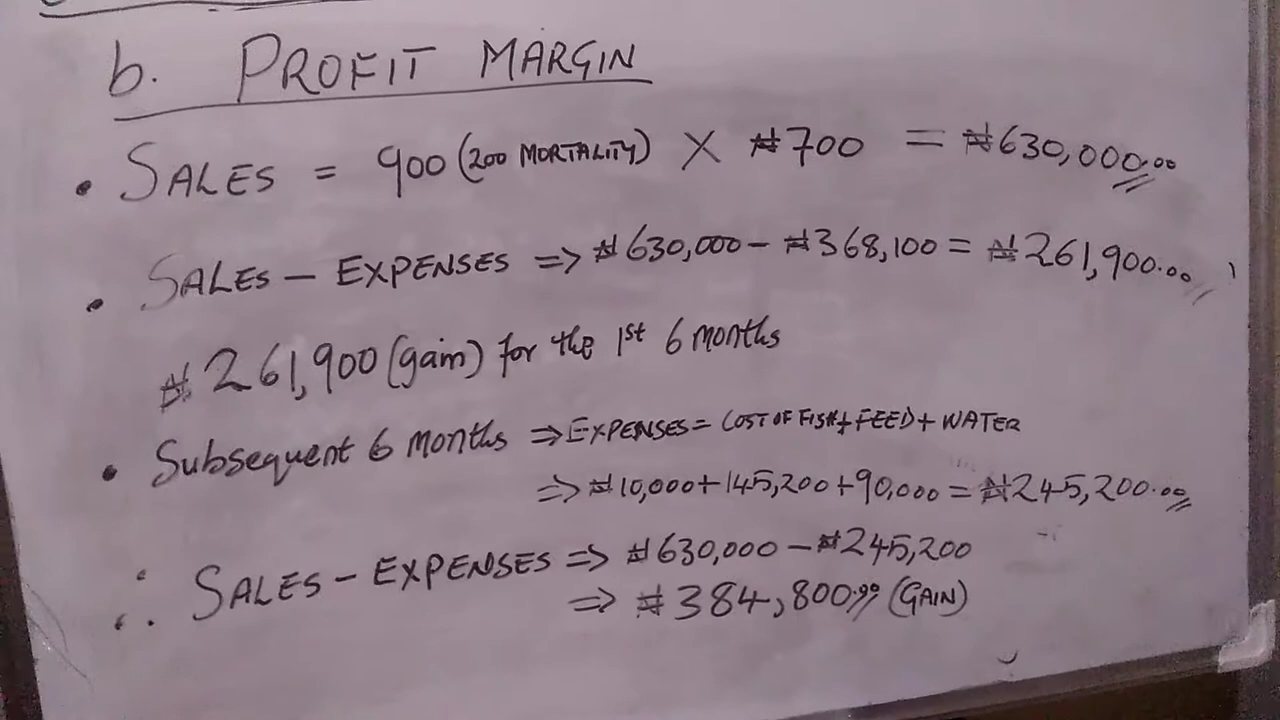 b. PROFIT MARGIN
• SALES = 900 (200 MORTALITY) X ₦700 = ₦630,000.00
• SALES – EXPENSES => ₦630,000 – ₦368,100 = ₦261,900.00
₦261,900 (gain) for the 1st 6 months
• Subsequent 6 months => EXPENSES = COST OF FISH + FEED + WATER
=> ₦10,000 + 145,200 + 90,000 = ₦245,200.00
∴ SALES – EXPENSES => ₦630,000 – ₦245,200
=> ₦384,800.00 (GAIN)